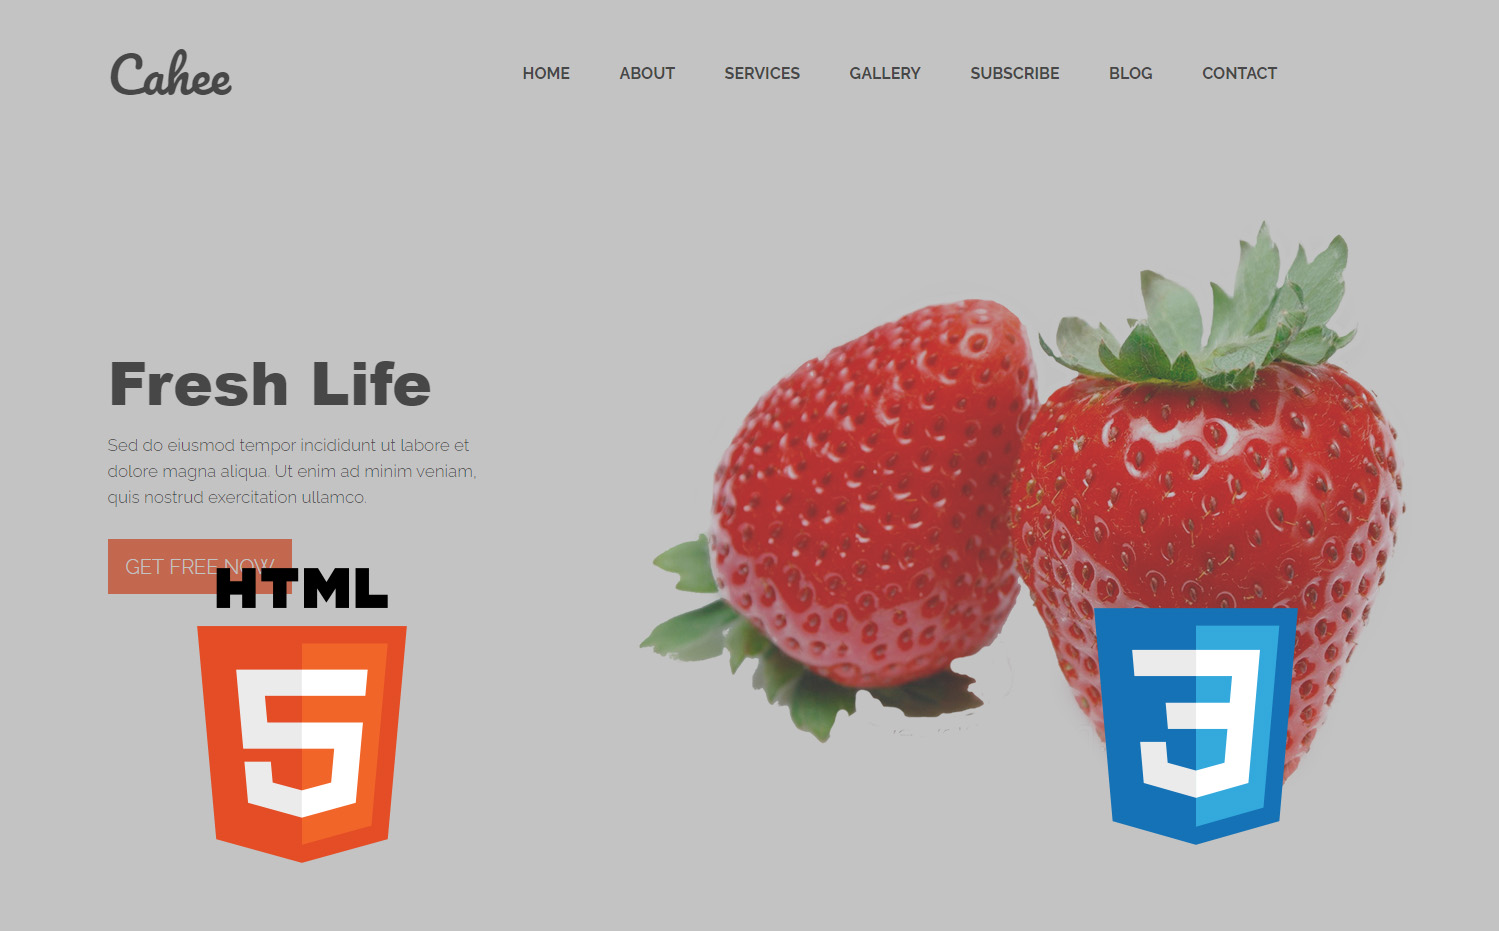 Cahee
HOME ABOUT SERVICES GALLERY SUBSCRIBE BLOG CONTACT
Fresh Life
Sed do eiusmod tempor incididunt ut labore et
dolore magna aliqua. Ut enim ad minim veniam,
quis nostrud exercitation ullamco.
GET FREE NOW
HTML
5
3